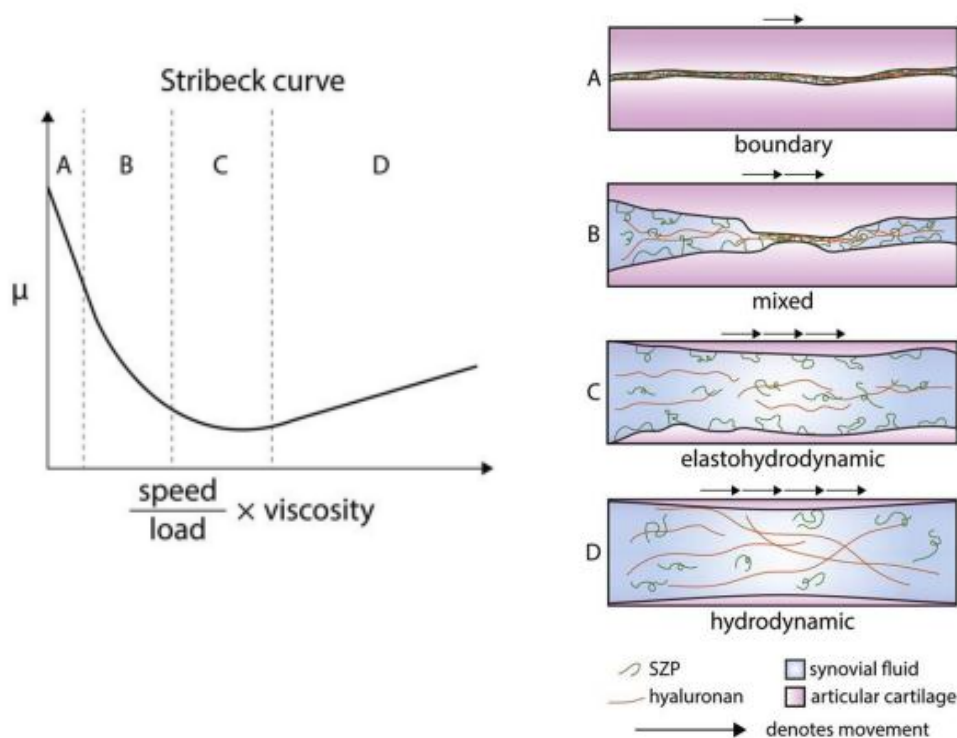 Stribeck curve
A
B
C
D
μ
speed
load
× viscosity
A
boundary
B
mixed
C
elastohydrodynamic
D
hydrodynamic
SZP
synovial fluid
hyaluronan
articular cartilage
denotes movement